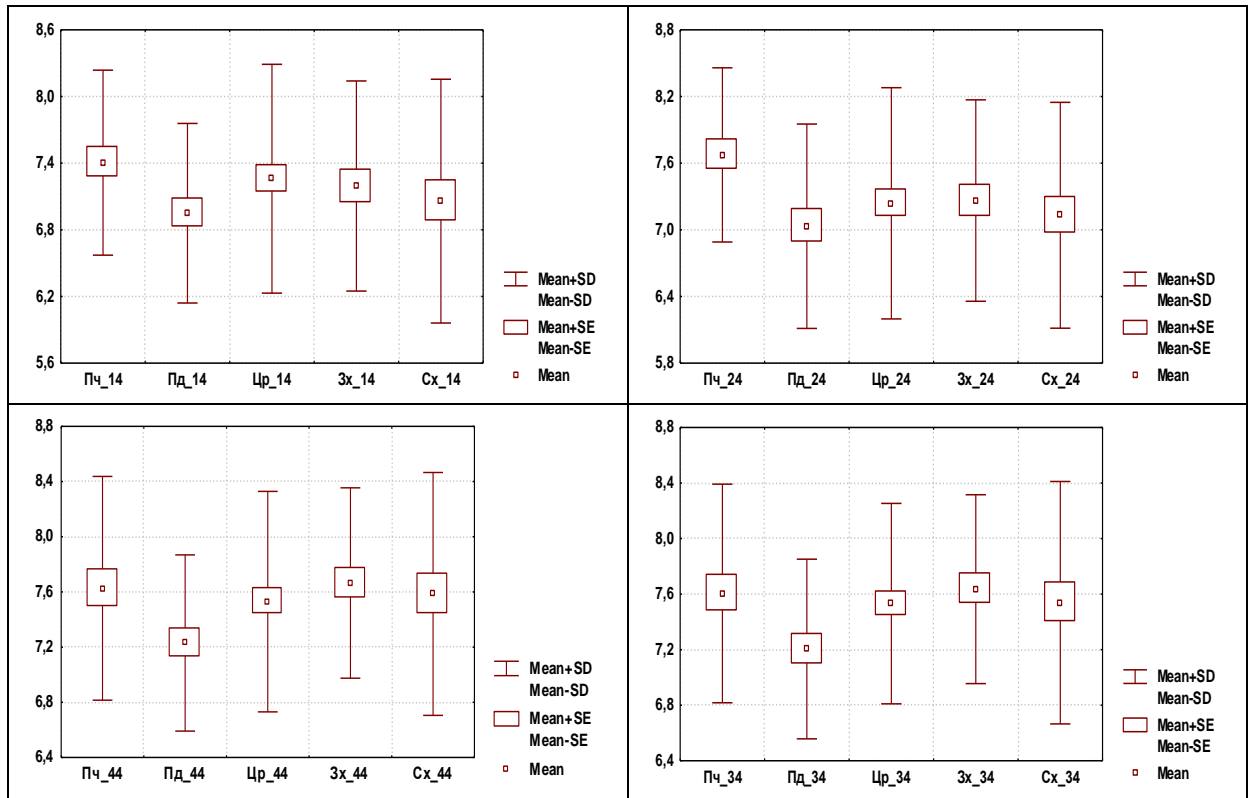 8,6
8,0
7,4
6,8
6,2
5,6
Пч_14 Пд_14 Цр_14 Зх_14 Сх_14
Mean+SD
Mean-SD
Mean+SE
Mean-SE
Mean
8,8
8,2
7,6
7,0
6,4
5,8
Пч_24 Пд_24 Цр_24 Зх_24 Сх_24
Mean+SD
Mean-SD
Mean+SE
Mean-SE
Mean
8,8
8,4
8,0
7,6
7,2
6,8
6,4
Пч_44 Пд_44 Цр_44 Зх_44 Сх_44
Mean+SD
Mean-SD
Mean+SE
Mean-SE
Mean
8,8
8,4
8,0
7,6
7,2
6,8
6,4
Пч_34 Пд_34 Цр_34 Зх_34 Сх_34
Mean+SD
Mean-SD
Mean+SE
Mean-SE
Mean